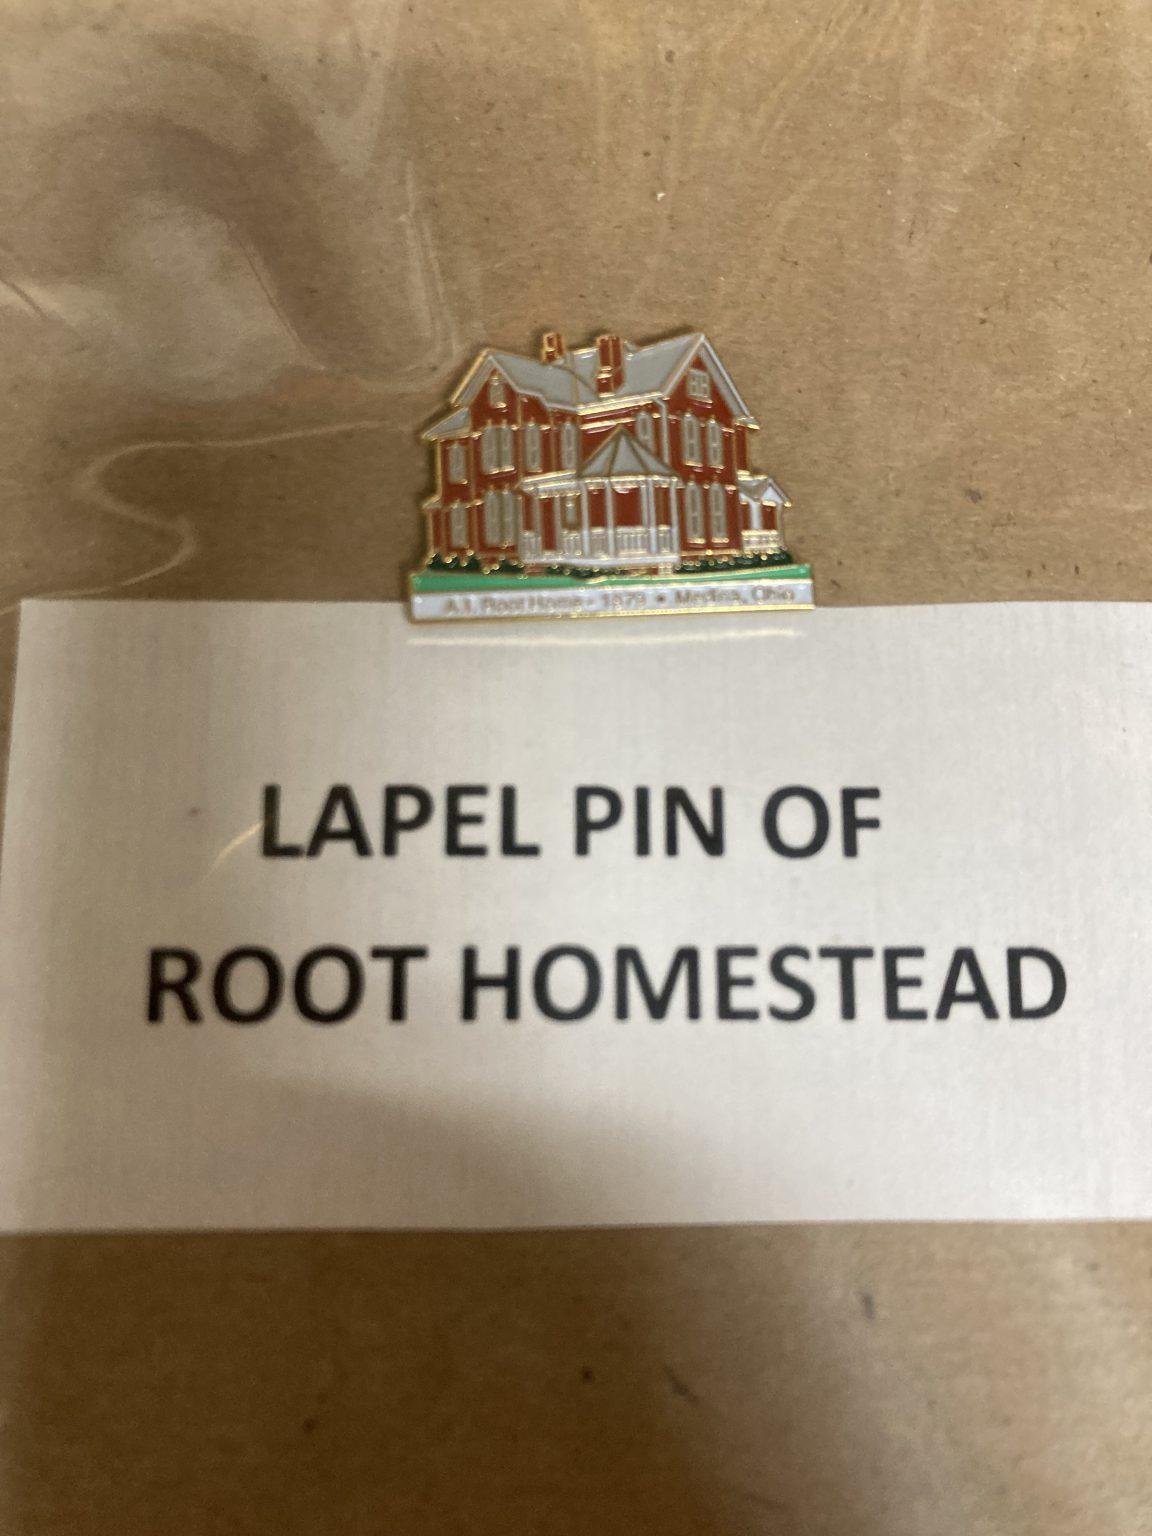 A.I. Root Home - 1879 • Medina, Ohio
LAPEL PIN OF
ROOT HOMESTEAD